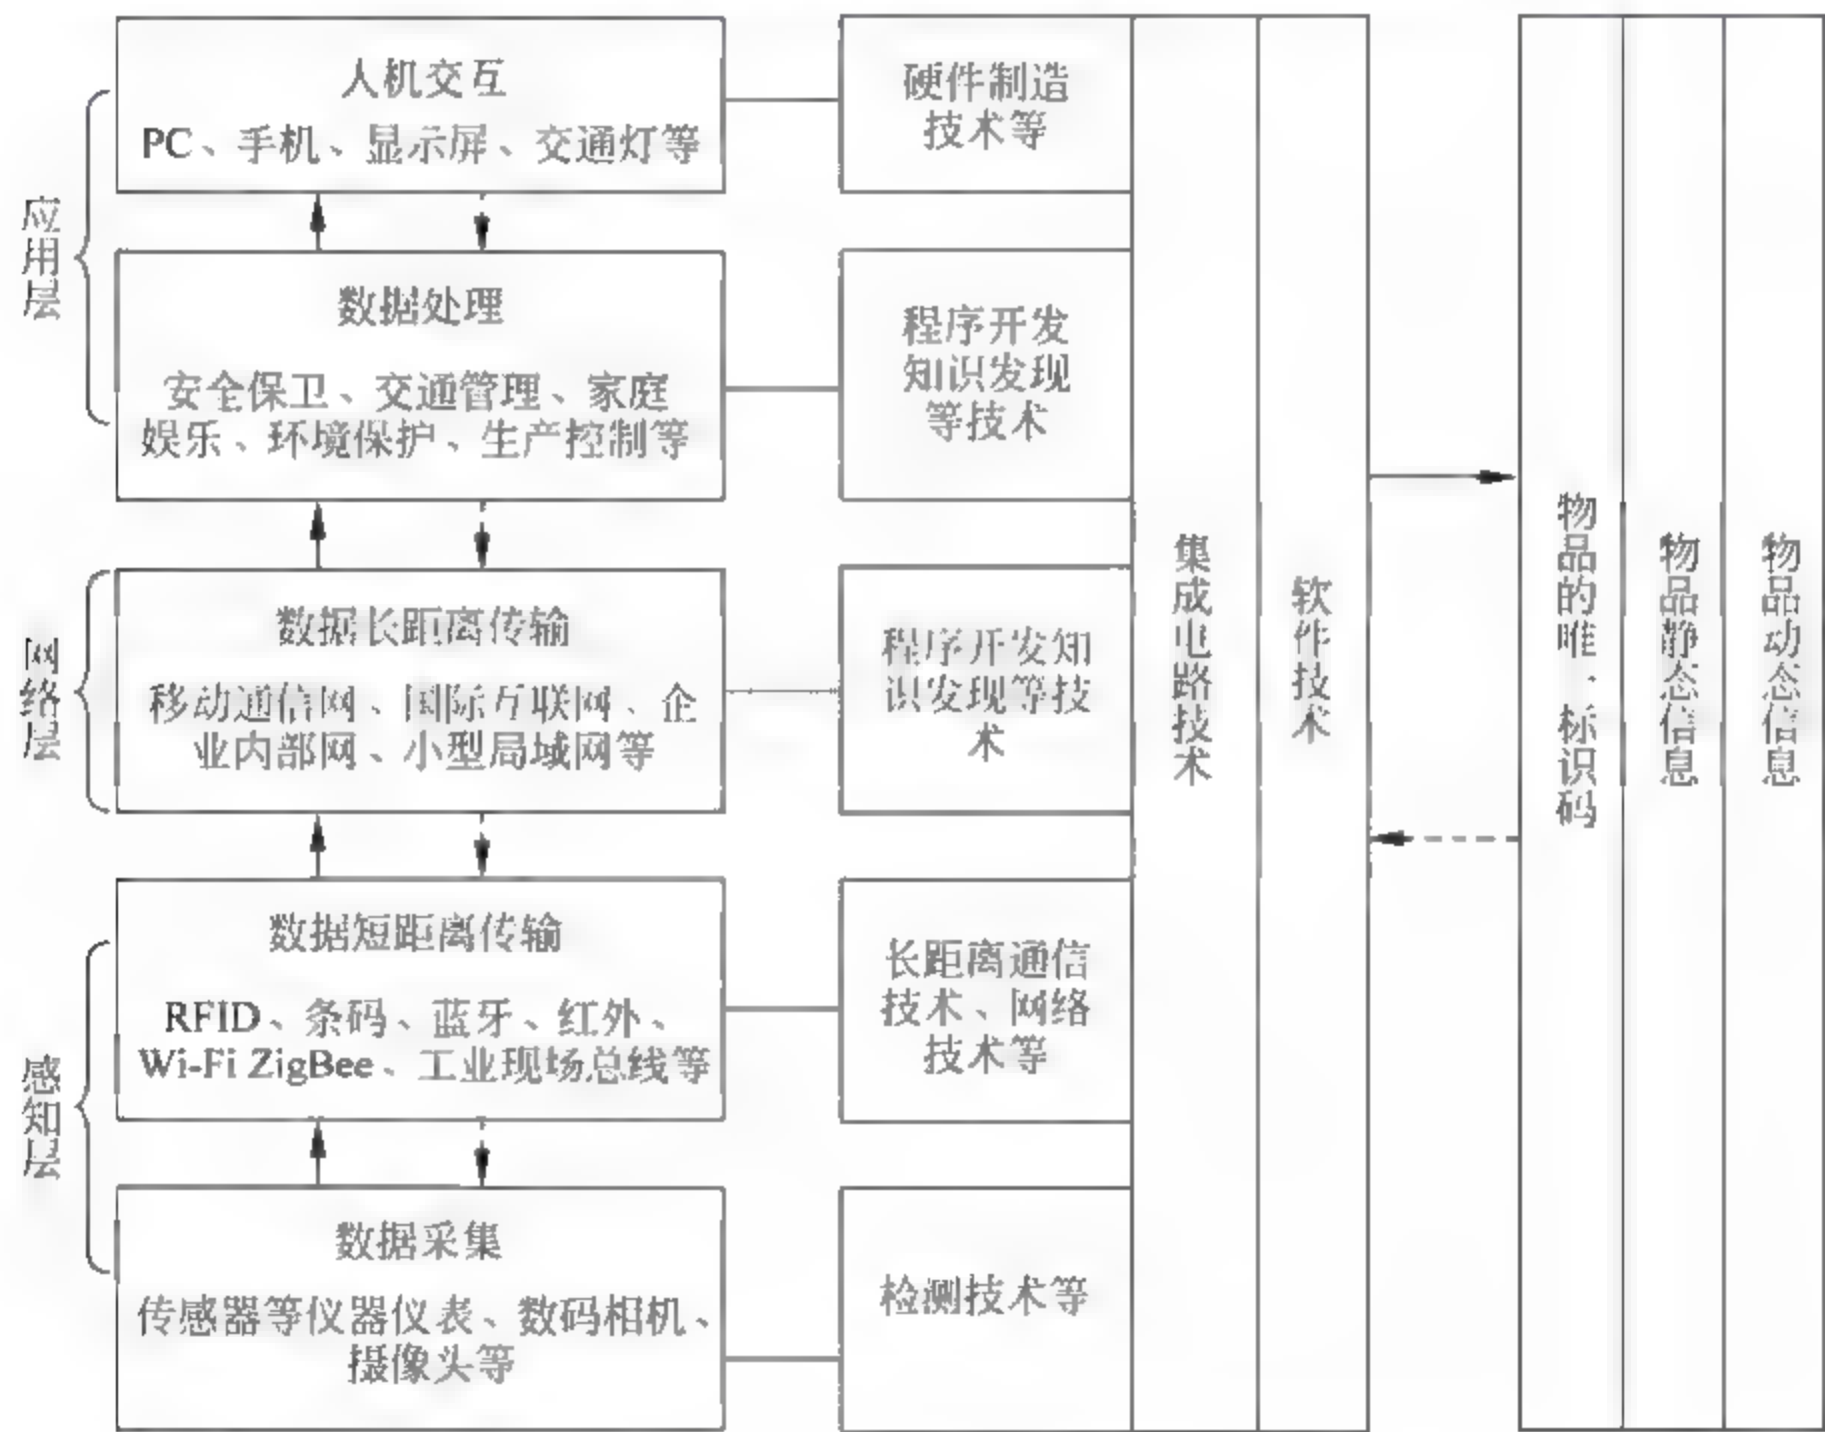 人机交互
PC、手机、显示屏、交通灯等
硬件制造
技术等
应用层
数据处理
安全保卫、交通管理、家庭
娱乐、环境保护、生产控制等
程序开发
知识发现
等技术
网络层
数据长距离传输
移动通信网、国际互联网、企
业内部网、小型局域网等
程序开发知
识发现等技
术
感知层
数据短距离传输
RFID、条码、蓝牙、红外、
Wi-Fi ZigBee、工业现场总线等
长距离通信
技术、网络
技术等
数据采集
传感器等仪器仪表、数码相机、
摄像头等
检测技术等
集成电路技术
软件技术
物品的唯一标识码
物品静态信息
物品动态信息